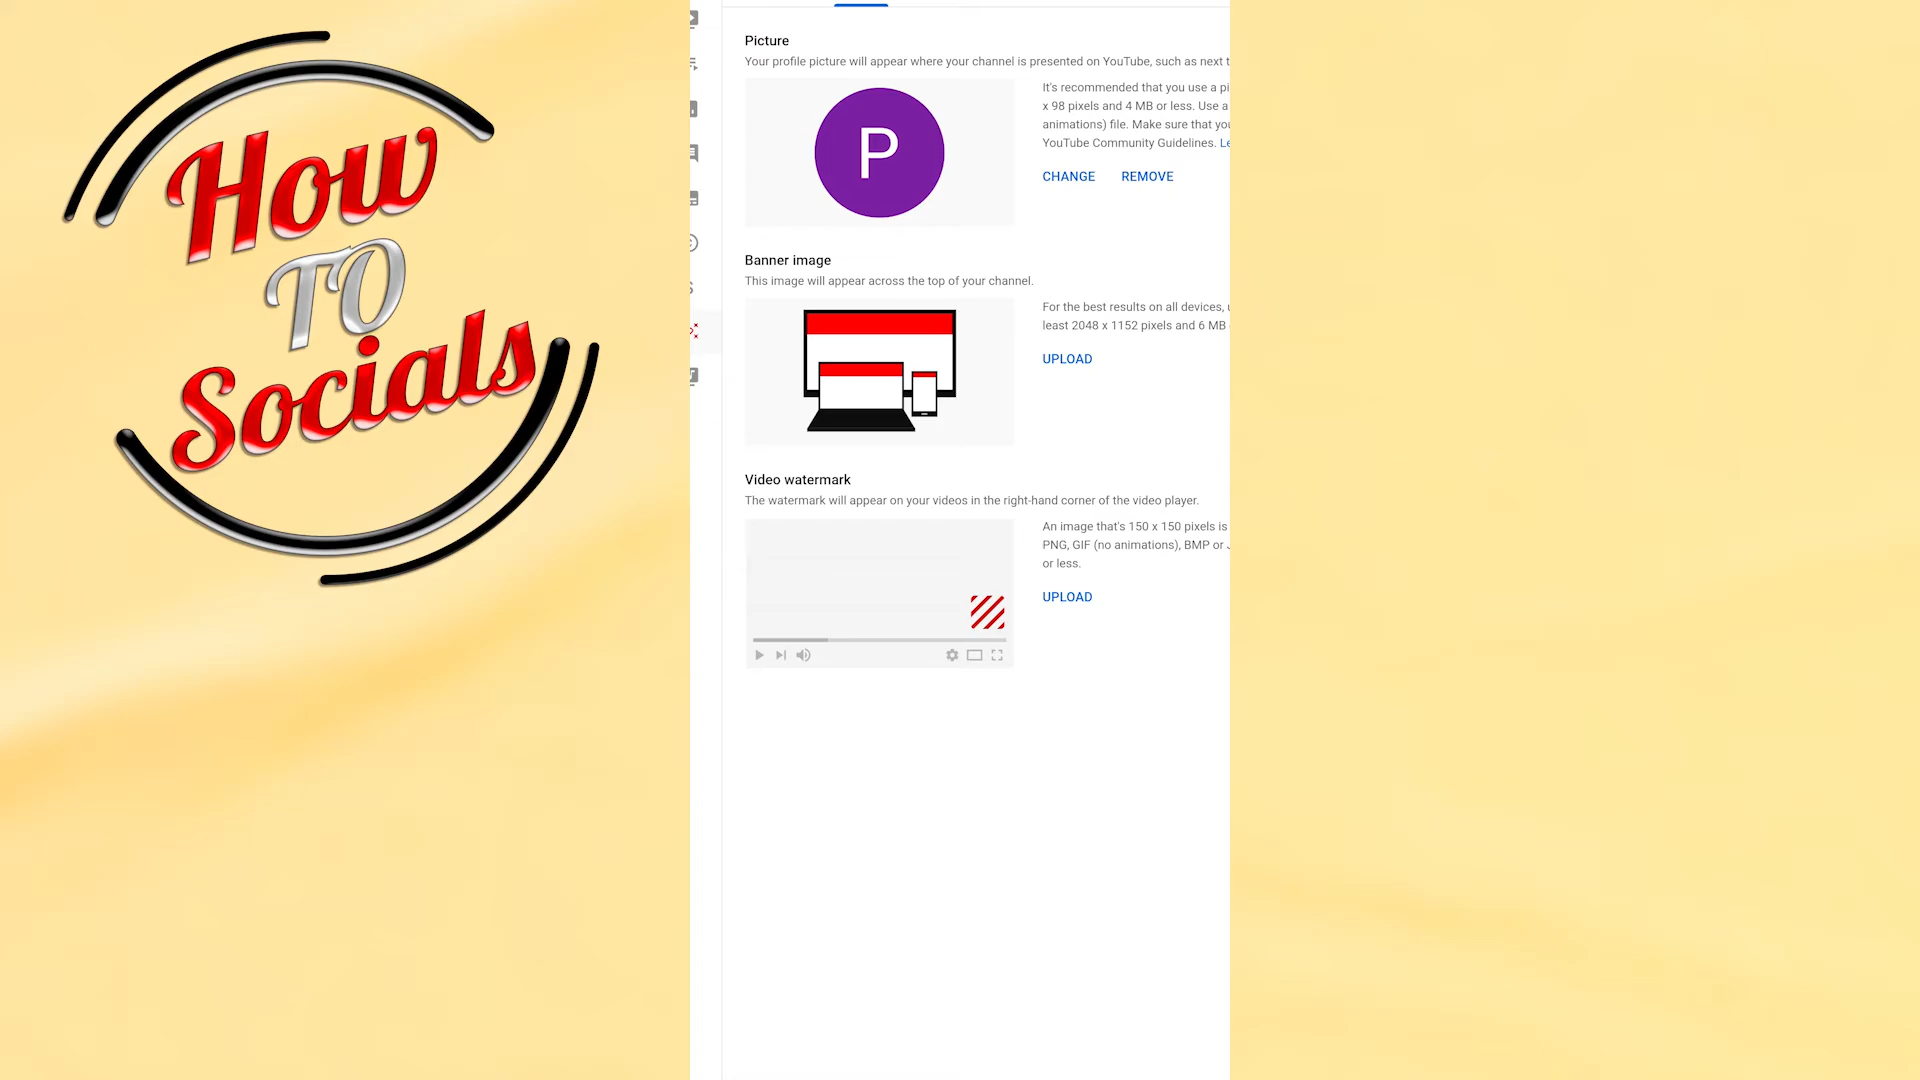 How
TO
Socials
Picture
Your profile picture will appear where your channel is presented on YouTube, such as next t
P
It's recommended that you use a pi
x 98 pixels and 4 MB or less. Use a
animations) file. Make sure that you
YouTube Community Guidelines. Le
CHANGE REMOVE
Banner image
This image will appear across the top of your channel.
For the best results on all devices, u
least 2048 x 1152 pixels and 6 MB
UPLOAD
Video watermark
The watermark will appear on your videos in the right-hand corner of the video player.
An image that's 150 x 150 pixels is
PNG, GIF (no animations), BMP or
or less.
UPLOAD